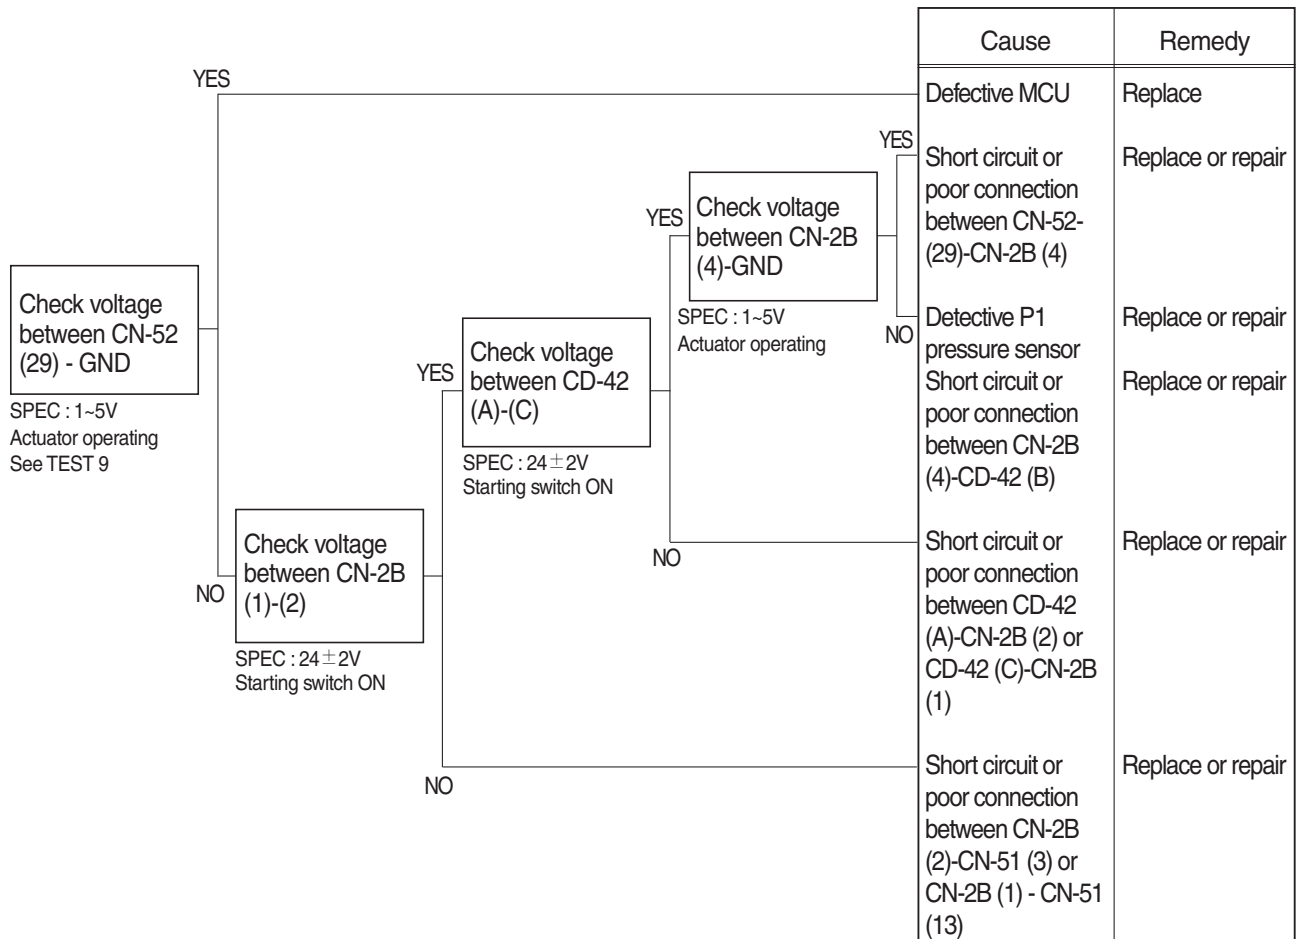 Cause
Remedy
YES
Defective MCU
Replace
YES
Short circuit or
poor connection
between CN-52-
(29)-CN-2B (4)
Replace or repair
YES
Check voltage
between CN-2B
(4)-GND
SPEC : 1~5V
Actuator operating
NO
Detective P1
pressure sensor
Replace or repair
Short circuit or
poor connection
between CN-2B
(4)-CD-42 (B)
Replace or repair
Check voltage
between CN-52
(29) - GND
SPEC : 1~5V
Actuator operating
See TEST 9
YES
Check voltage
between CD-42
(A)-(C)
SPEC : 24±2V
Starting switch ON
NO
Short circuit or
poor connection
between CD-42
(A)-CN-2B (2) or
CD-42 (C)-CN-2B
(1)
Replace or repair
NO
Check voltage
between CN-2B
(1)-(2)
SPEC : 24±2V
Starting switch ON
NO
Short circuit or
poor connection
between CN-2B
(2)-CN-51 (3) or
CN-2B (1) - CN-51
(13)
Replace or repair